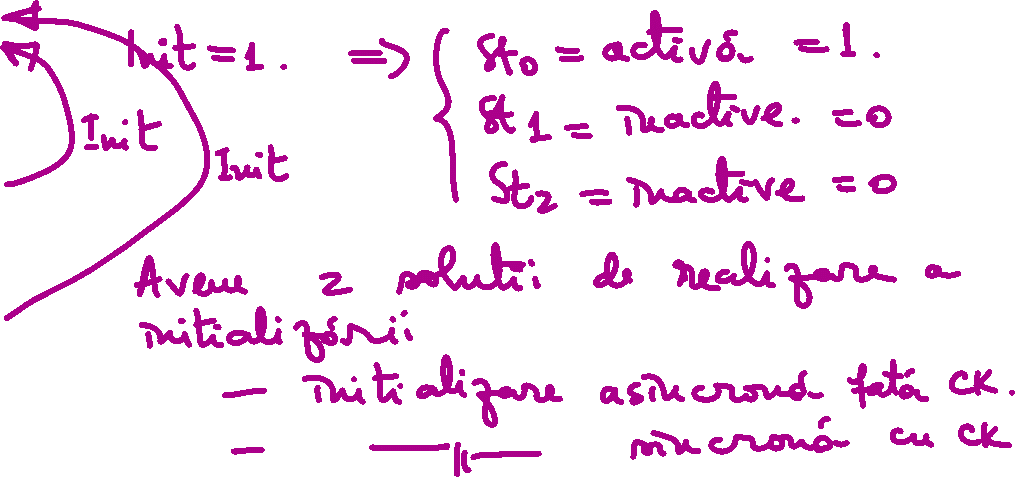 Init = 1. => { St0 = activă = 1.
Init
St1 = inactive. = 0
Init
St2 = inactive = 0
Avem 2 soluții de realizare a
inițializării
— inițializare asincronă față CK.
— —||— sincronă cu CK